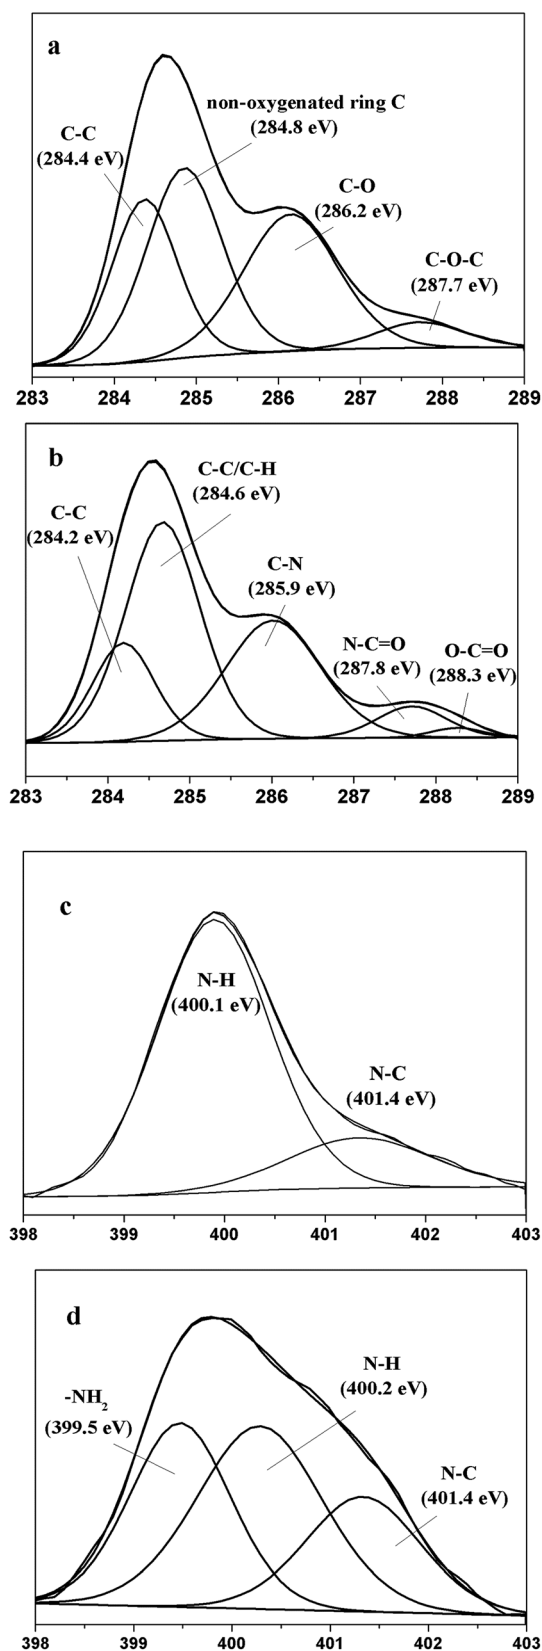 a
non-oxygenated ring C
(284.8 eV)
C-C
(284.4 eV)
C-O
(286.2 eV)
C-O-C
(287.7 eV)
283 284 285 286 287 288 289
b
C-C/C-H
(284.6 eV)
C-C
(284.2 eV)
C-N
(285.9 eV)
N-C=O
(287.8 eV)
O-C=O
(288.3 eV)
283 284 285 286 287 288 289
c
N-H
(400.1 eV)
N-C
(401.4 eV)
398 399 400 401 402 403
d
N-H
(400.2 eV)
-NH₂
(399.5 eV)
N-C
(401.4 eV)
398 399 400 401 402 403